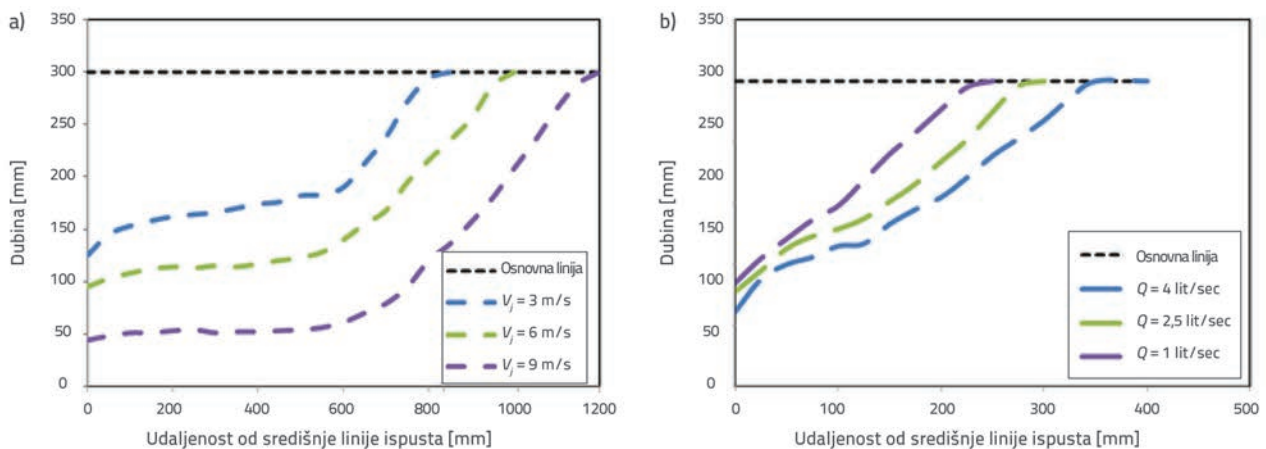 a)
Dubina [mm]
350
300
250
200
150
100
50
0
0 200 400 600 800 1000 1200
Udaljenost od središnje linije ispusta [mm]
Osnovna linija
Vj = 3 m/s
Vj = 6 m/s
Vj = 9 m/s
b)
Dubina [mm]
350
300
250
200
150
100
50
0
0 100 200 300 400 500
Udaljenost od središnje linije ispusta [mm]
Osnovna linija
Q = 4 lit/sec
Q = 2,5 lit/sec
Q = 1 lit/sec